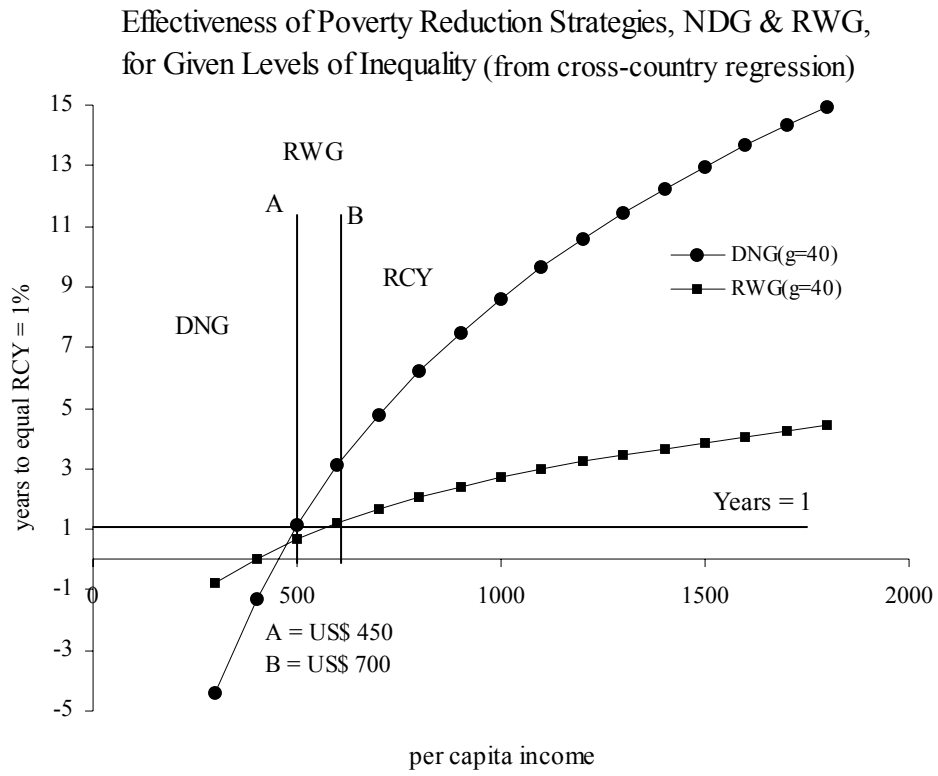 Effectiveness of Poverty Reduction Strategies, NDG & RWG,
for Given Levels of Inequality (from cross-country regression)
15
13
11
9
7
5
3
1
-1
-3
-5
years to equal RCY = 1%
RWG
A
B
RCY
DNG
DNG(g=40)
RWG(g=40)
Years = 1
0
500
1000
1500
2000
A = US$ 450
B = US$ 700
per capita income